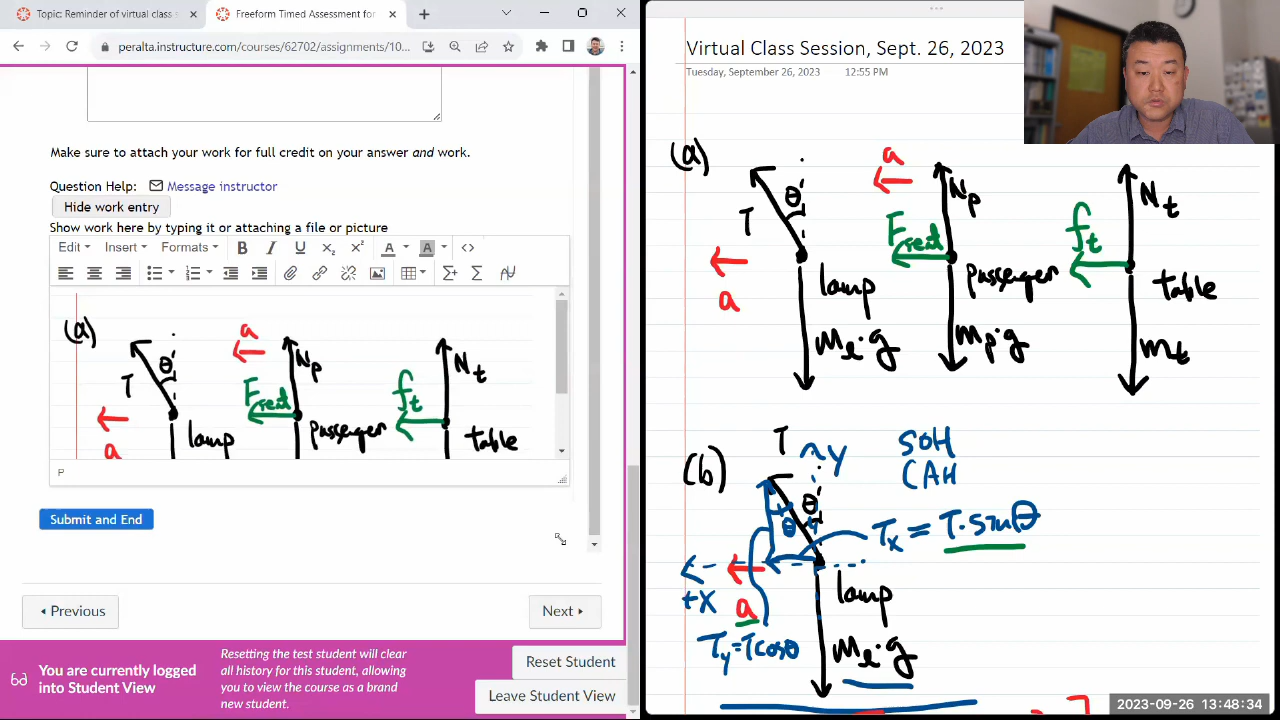 Topic: Reminder of virtual class
Freeform Timed Assessment for
peralta.instructure.com/courses/62702/assignments/10...
Make sure to attach your work for full credit on your answer and work.
Question Help: Message instructor
Hide work entry
Show work here by typing it or attaching a file or picture
Edit Insert Formats B I U x₂ x² A A <>
(a)
a
θ
T
Np
Frest
ft
Nt
a
lamp
passenger
table
P
Submit and End
Previous
Next
You are currently logged into Student View
Resetting the test student will clear
all history for this student, allowing
you to view the course as a brand
new student.
Reset Student
Leave Student View
Virtual Class Session, Sept. 26, 2023
Tuesday, September 26, 2023 12:55 PM
(a)
a
θ
T
Np
Frest
ft
Nt
a
lamp
passenger
table
Ml·g
Mp·g
Mt
(b)
T
+y
SOH
CAH
θ
θ
Tx = T·sinθ
+x
a
lamp
Ty=Tcosθ
Ml·g
2023-09-26 13:48:34